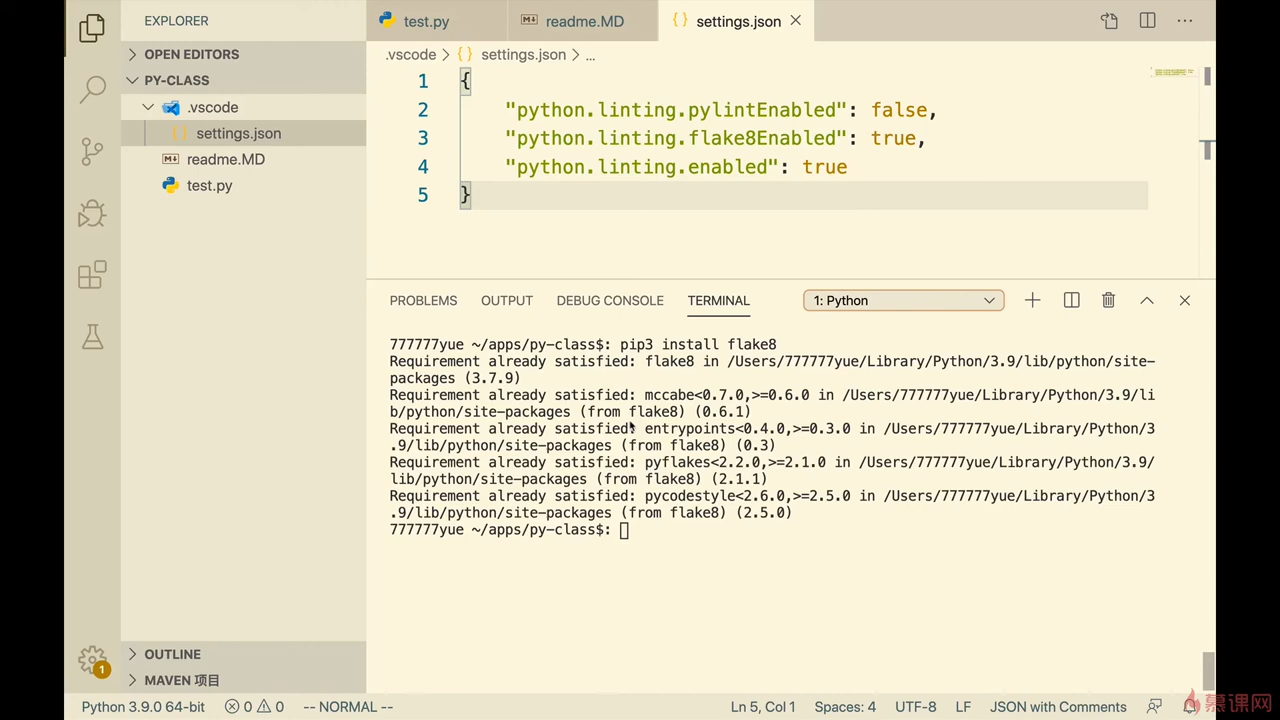 EXPLORER
OPEN EDITORS
PY-CLASS
.vscode
settings.json
readme.MD
test.py
OUTLINE
MAVEN 项目
test.py
readme.MD
settings.json
.vscode > {} settings.json > ...
1 {
2 "python.linting.pylintEnabled": false,
3 "python.linting.flake8Enabled": true,
4 "python.linting.enabled": true
5 }
PROBLEMS OUTPUT DEBUG CONSOLE TERMINAL 1: Python
777777yue ~/apps/py-class$: pip3 install flake8
Requirement already satisfied: flake8 in /Users/777777yue/Library/Python/3.9/lib/python/site-
packages (3.7.9)
Requirement already satisfied: mccabe<0.7.0,>=0.6.0 in /Users/777777yue/Library/Python/3.9/li
b/python/site-packages (from flake8) (0.6.1)
Requirement already satisfied: entrypoints<0.4.0,>=0.3.0 in /Users/777777yue/Library/Python/3
.9/lib/python/site-packages (from flake8) (0.3)
Requirement already satisfied: pyflakes<2.2.0,>=2.1.0 in /Users/777777yue/Library/Python/3.9/
lib/python/site-packages (from flake8) (2.1.1)
Requirement already satisfied: pycodestyle<2.6.0,>=2.5.0 in /Users/777777yue/Library/Python/3
.9/lib/python/site-packages (from flake8) (2.5.0)
777777yue ~/apps/py-class$:
1
Python 3.9.0 64-bit 0 0 -- NORMAL -- Ln 5, Col 1 Spaces: 4 UTF-8 LF JSON with Comments
慕课网